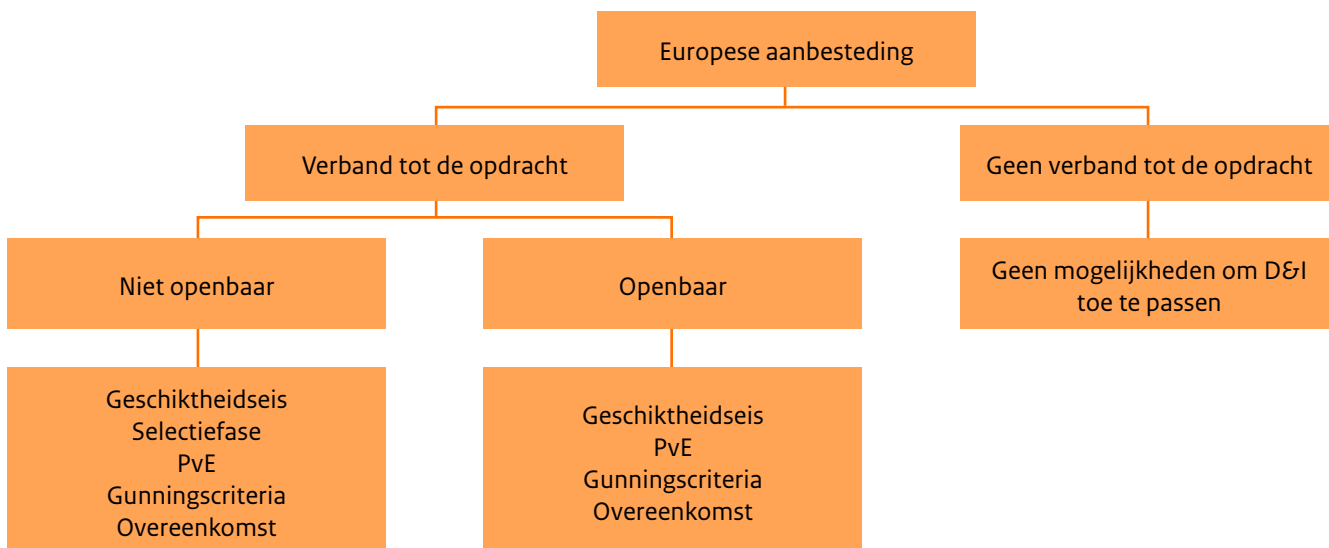 Europese aanbesteding
Verband tot de opdracht
Geen verband tot de opdracht
Niet openbaar
Openbaar
Geen mogelijkheden om D&I
toe te passen
Geschiktheidseis
Selectiefase
PvE
Gunningscriteria
Overeenkomst
Geschiktheidseis
PvE
Gunningscriteria
Overeenkomst